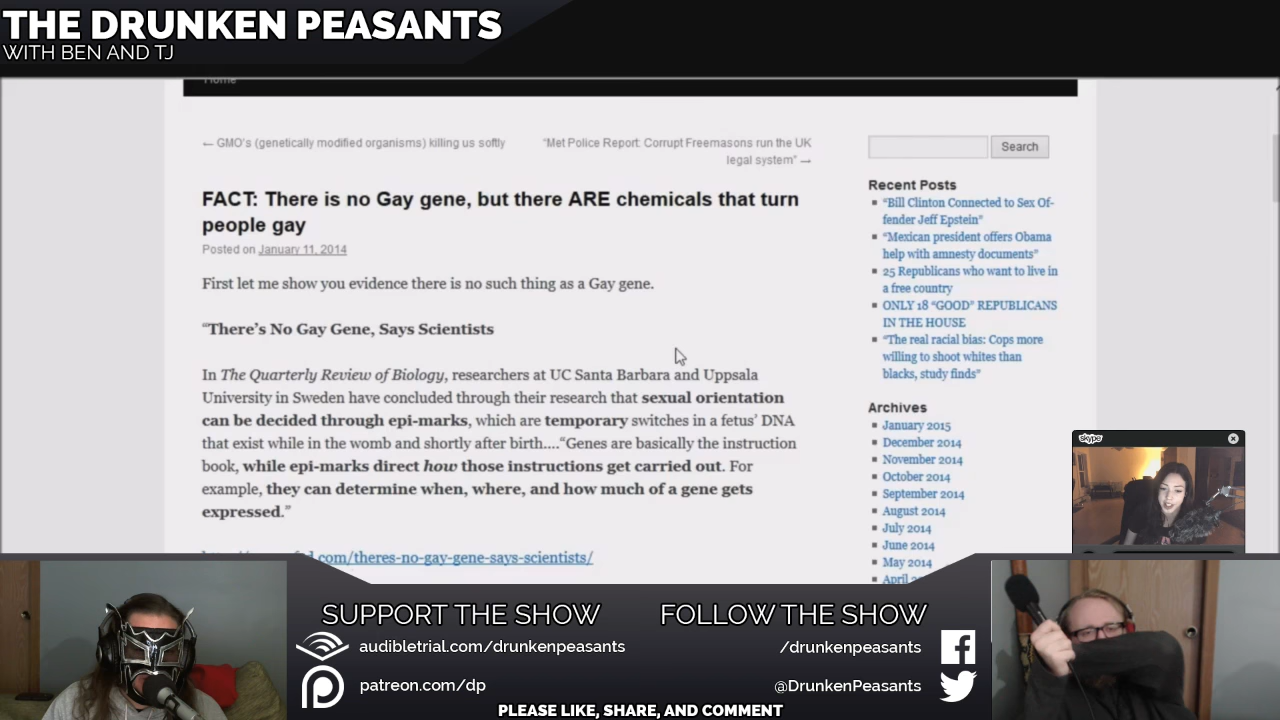 THE DRUNKEN PEASANTS
WITH BEN AND TJ
Home
← GMO's (genetically modified organisms) killing us softly
"Met Police Report: Corrupt Freemasons run the UK
legal system" →
Search
FACT: There is no Gay gene, but there ARE chemicals that turn
people gay
Posted on January 11, 2014
First let me show you evidence there is no such thing as a Gay gene.
"There's No Gay Gene, Says Scientists
In The Quarterly Review of Biology, researchers at UC Santa Barbara and Uppsala
University in Sweden have concluded through their research that sexual orientation
can be decided through epi-marks, which are temporary switches in a fetus' DNA
that exist while in the womb and shortly after birth...."Genes are basically the instruction
book, while epi-marks direct how those instructions get carried out. For
example, they can determine when, where, and how much of a gene gets
expressed."
.com/theres-no-gay-gene-says-scientists/
Recent Posts
"Bill Clinton Connected to Sex Of-
fender Jeff Epstein"
"Mexican president offers Obama
help with amnesty documents"
25 Republicans who want to live in
a free country
ONLY 18 "GOOD" REPUBLICANS
IN THE HOUSE
"The real racial bias: Cops more
willing to shoot whites than
blacks, study finds"
Archives
January 2015
December 2014
November 2014
October 2014
September 2014
August 2014
July 2014
June 2014
May 2014
April
skype
SUPPORT THE SHOW
audibletrial.com/drunkenpeasants
patreon.com/dp
FOLLOW THE SHOW
/drunkenpeasants
@DrunkenPeasants
PLEASE LIKE, SHARE, AND COMMENT